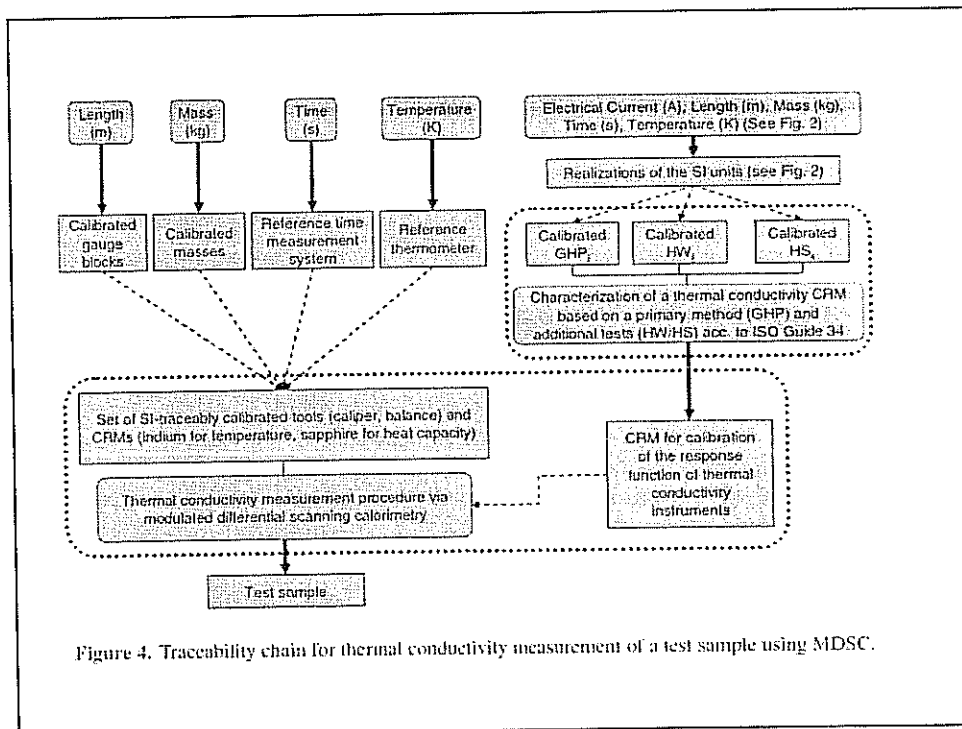 Length
(m)
Mass
(kg)
Time
(s)
Temperature
(K)
Electrical Current (A), Length (m), Mass (kg),
Time (s), Temperature (K) (See Fig. 2)
Realizations of the SI units (see Fig. 2)
Calibrated
gauge
blocks
Calibrated
masses
Reference time
measurement
system
Reference
thermometer
Calibrated
GHP
Calibrated
HW
Calibrated
HS
Characterization of a thermal conductivity CRM
based on a primary method (GHP) and
additional tests (HW/HS) acc. to ISO Guide 34
Set of SI-traceably calibrated tools (caliper, balance) and
CRMs (Indium for temperature, sapphire for heat capacity)
CRM for calibration
of the response
function of thermal
conductivity
instruments
Thermal conductivity measurement procedure via
modulated differential scanning calorimetry
Test sample
Figure 4. Traceability chain for thermal conductivity measurement of a test sample using MDSC.